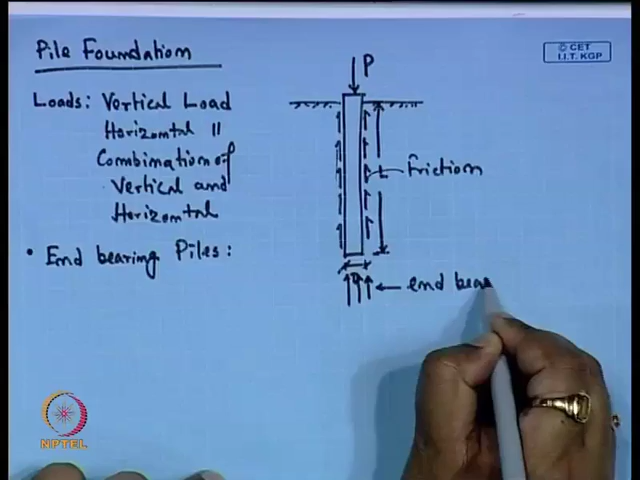 Pile Foundation
Loads: Vertical Load
Horizontal "
Combination of
Vertical and
Horizontal
• End bearing Piles:
P
Friction
L
end bea
© CET
I.I.T. KGP
NPTEL